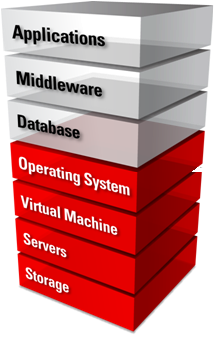 Applications
Middleware
Database
Operating System
Virtual Machine
Servers
Storage